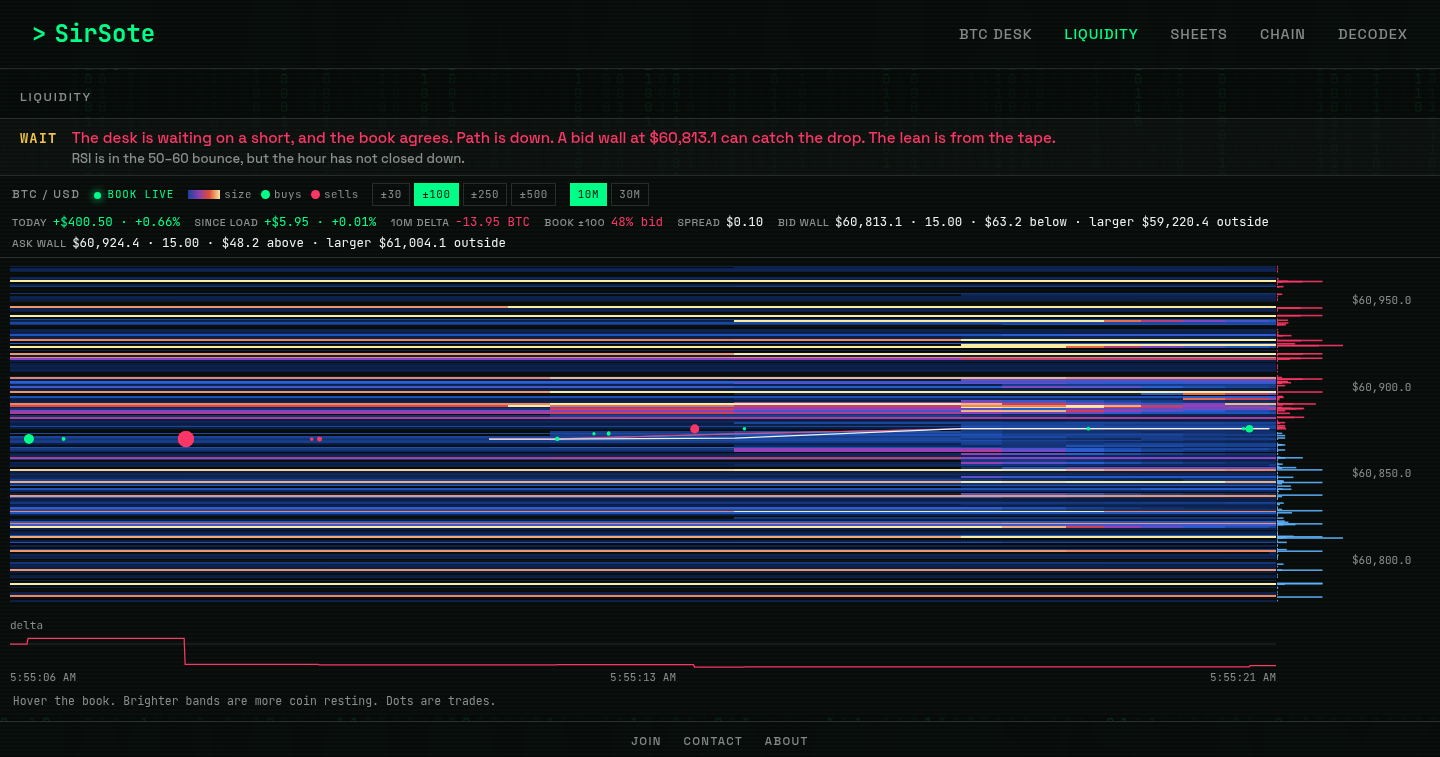 > SirSote
BTC DESK LIQUIDITY SHEETS CHAIN DECODEX
LIQUIDITY
WAIT The desk is waiting on a short, and the book agrees. Path is down. A bid wall at $60,813.1 can catch the drop. The lean is from the tape.
RSI is in the 50–60 bounce, but the hour has not closed down.
BTC / USD BOOK LIVE size buys sells ±30 ±100 ±250 ±500 10M 30M
TODAY +$400.50 · +0.66% SINCE LOAD +$5.95 · +0.01% 10M DELTA -13.95 BTC BOOK ±100 48% bid SPREAD $0.10 BID WALL $60,813.1 · 15.00 · $63.2 below · larger $59,220.4 outside
ASK WALL $60,924.4 · 15.00 · $48.2 above · larger $61,004.1 outside
$60,950.0
$60,900.0
$60,850.0
$60,800.0
delta
5:55:06 AM 5:55:13 AM 5:55:21 AM
Hover the book. Brighter bands are more coin resting. Dots are trades.
JOIN CONTACT ABOUT